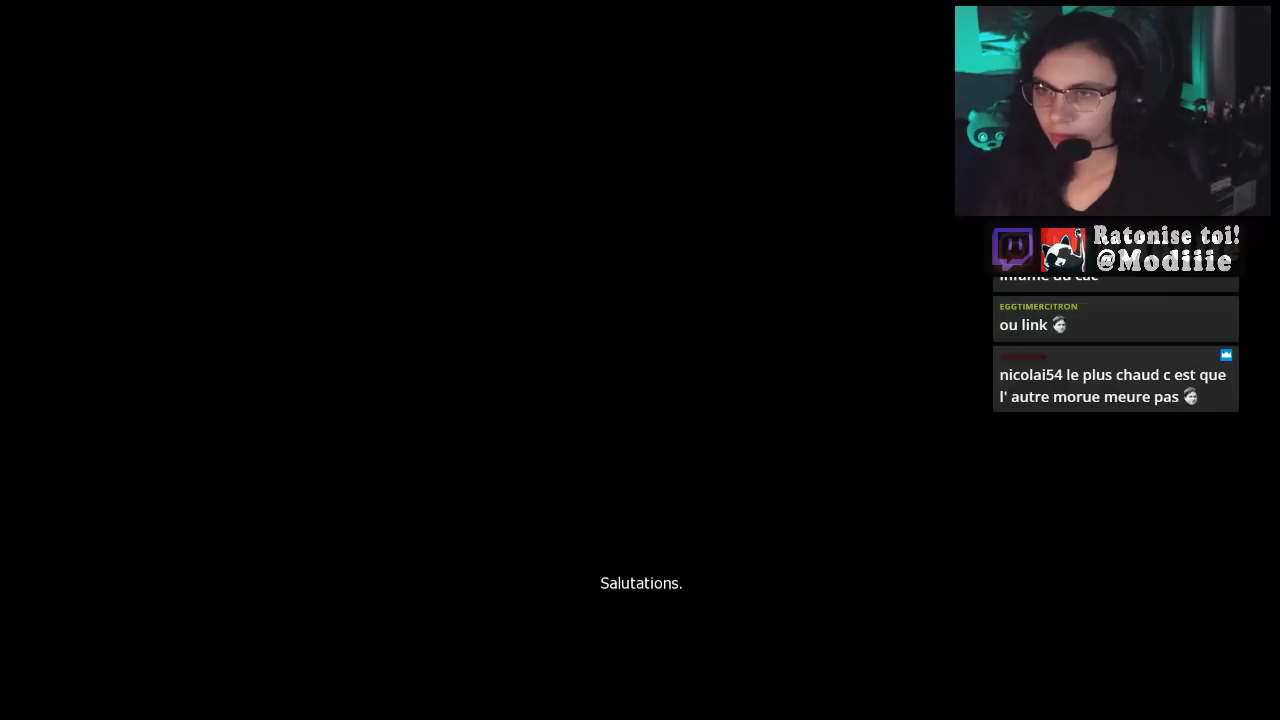 Ratonise toi!
@Modiiie
EGGTIMERCITRON
ou link
nicolai54 le plus chaud c est que
l' autre morue meure pas
Salutations.